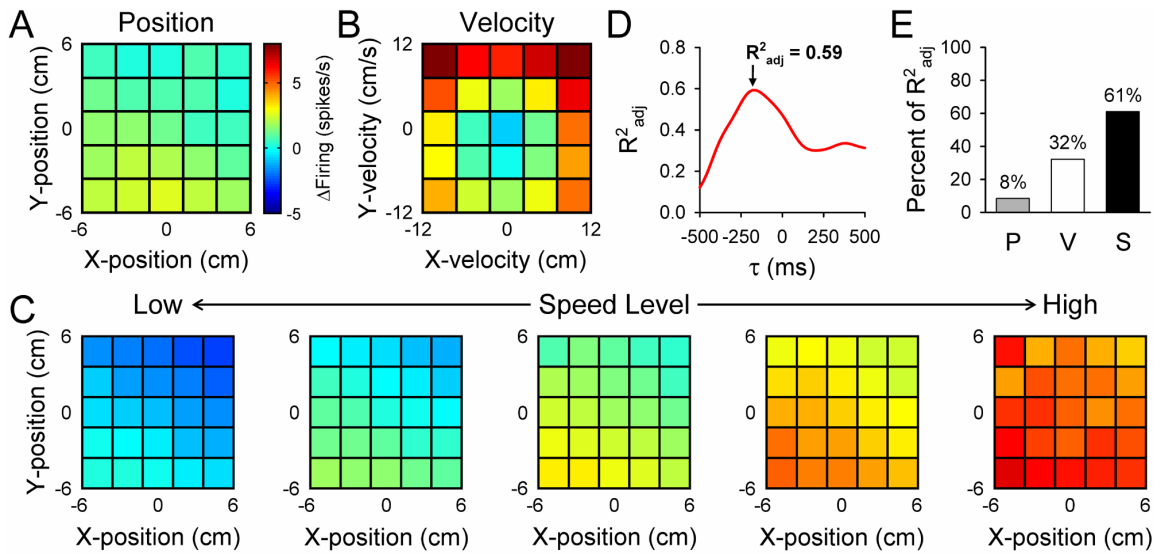 A Position
6
0
-6
Y-position (cm)
-6 0 6
X-position (cm)
5
0
-5
ΔFiring (spikes/s)
B Velocity
12
0
-12
Y-velocity (cm/s)
-12 0 12
X-velocity (cm)
D
R²adj = 0.59
0.8
0.6
0.4
0.2
0.0
R²adj
-500 -250 0 250 500
τ (ms)
E
100
80
60
40
20
0
Percent of R²adj
8% 32% 61%
P V S
C
Low Speed Level High
6
0
-6
Y-position (cm)
-6 0 6
X-position (cm)
6
0
-6
-6 0 6
X-position (cm)
6
0
-6
-6 0 6
X-position (cm)
6
0
-6
-6 0 6
X-position (cm)
6
0
-6
-6 0 6
X-position (cm)